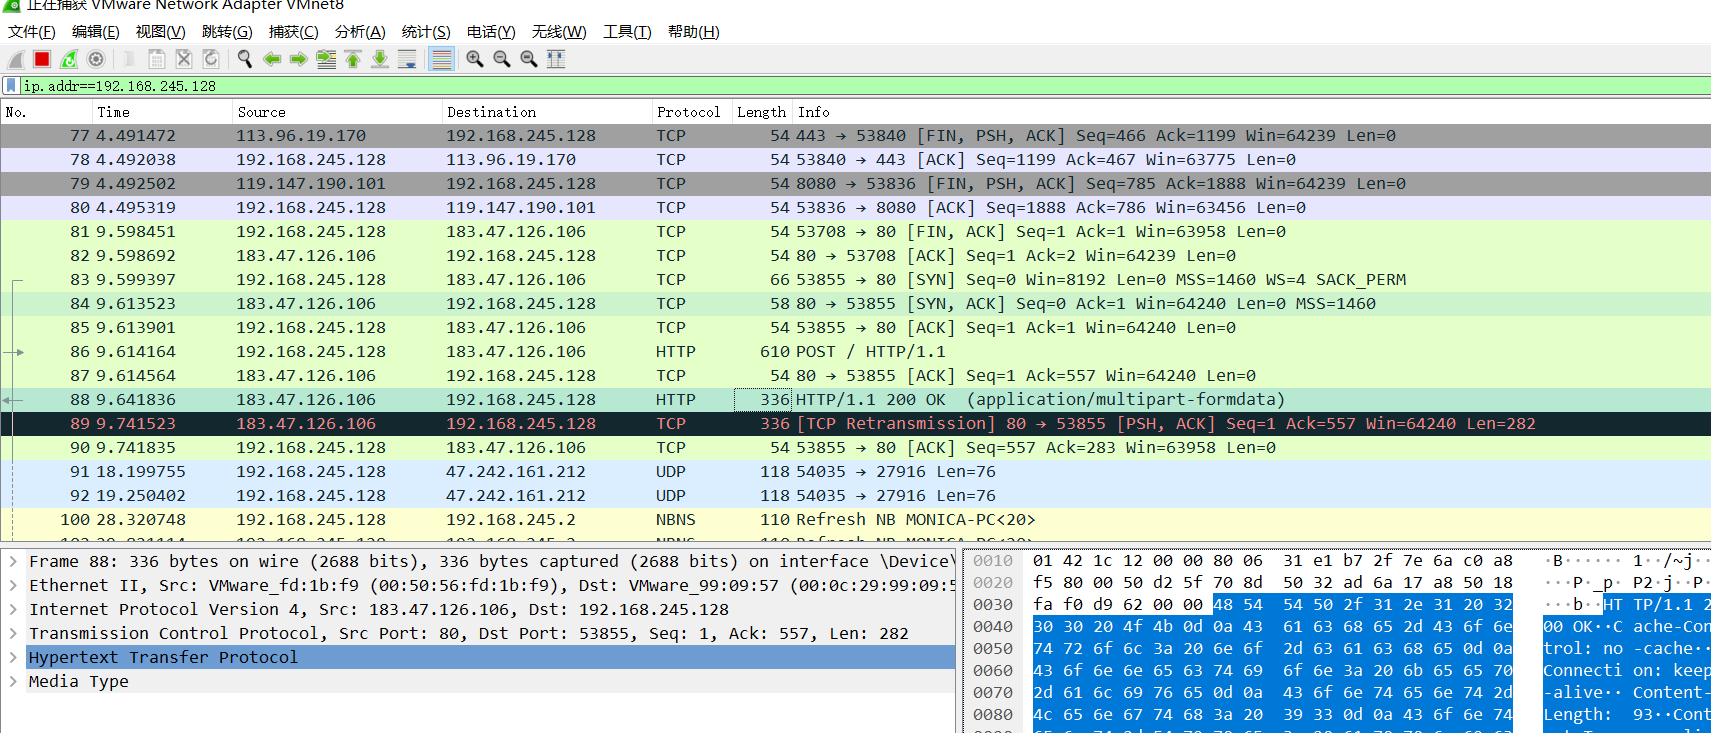 正在捕获 VMware Network Adapter VMnet8
文件(F) 编辑(E) 视图(V) 跳转(G) 捕获(C) 分析(A) 统计(S) 电话(Y) 无线(W) 工具(T) 帮助(H)
ip.addr==192.168.245.128
No. Time Source Destination Protocol Length Info
77 4.491472 113.96.19.170 192.168.245.128 TCP 54 443 → 53840 [FIN, PSH, ACK] Seq=466 Ack=1199 Win=64239 Len=0
78 4.492038 192.168.245.128 113.96.19.170 TCP 54 53840 → 443 [ACK] Seq=1199 Ack=467 Win=63775 Len=0
79 4.492502 119.147.190.101 192.168.245.128 TCP 54 8080 → 53836 [FIN, PSH, ACK] Seq=785 Ack=1888 Win=64239 Len=0
80 4.495319 192.168.245.128 119.147.190.101 TCP 54 53836 → 8080 [ACK] Seq=1888 Ack=786 Win=63456 Len=0
81 9.598451 192.168.245.128 183.47.126.106 TCP 54 53708 → 80 [FIN, ACK] Seq=1 Ack=1 Win=63958 Len=0
82 9.598692 183.47.126.106 192.168.245.128 TCP 54 80 → 53708 [ACK] Seq=1 Ack=2 Win=64239 Len=0
83 9.599397 192.168.245.128 183.47.126.106 TCP 66 53855 → 80 [SYN] Seq=0 Win=8192 Len=0 MSS=1460 WS=4 SACK_PERM
84 9.613523 183.47.126.106 192.168.245.128 TCP 58 80 → 53855 [SYN, ACK] Seq=0 Ack=1 Win=64240 Len=0 MSS=1460
85 9.613901 192.168.245.128 183.47.126.106 TCP 54 53855 → 80 [ACK] Seq=1 Ack=1 Win=64240 Len=0
86 9.614164 192.168.245.128 183.47.126.106 HTTP 610 POST / HTTP/1.1
87 9.614564 183.47.126.106 192.168.245.128 TCP 54 80 → 53855 [ACK] Seq=1 Ack=557 Win=64240 Len=0
88 9.641836 183.47.126.106 192.168.245.128 HTTP 336 HTTP/1.1 200 OK (application/multipart-formdata)
89 9.741523 183.47.126.106 192.168.245.128 TCP 336 [TCP Retransmission] 80 → 53855 [PSH, ACK] Seq=1 Ack=557 Win=64240 Len=282
90 9.741835 192.168.245.128 183.47.126.106 TCP 54 53855 → 80 [ACK] Seq=557 Ack=283 Win=63958 Len=0
91 18.199755 192.168.245.128 47.242.161.212 UDP 118 54035 → 27916 Len=76
92 19.250402 192.168.245.128 47.242.161.212 UDP 118 54035 → 27916 Len=76
100 28.320748 192.168.245.128 192.168.245.2 NBNS 110 Refresh NB MONICA-PC<20>
Frame 88: 336 bytes on wire (2688 bits), 336 bytes captured (2688 bits) on interface \Device\
Ethernet II, Src: VMware_fd:1b:f9 (00:50:56:fd:1b:f9), Dst: VMware_99:09:57 (00:0c:29:99:09:5
Internet Protocol Version 4, Src: 183.47.126.106, Dst: 192.168.245.128
Transmission Control Protocol, Src Port: 80, Dst Port: 53855, Seq: 1, Ack: 557, Len: 282
Hypertext Transfer Protocol
Media Type
0010 01 42 1c 12 00 00 80 06 31 e1 b7 2f 7e 6a c0 a8 ·B······ 1··/~j··
0020 f5 80 00 50 d2 5f 70 8d 50 32 ad 6a 17 a8 50 18 ···P·_p· P2·j··P·
0030 fa f0 d9 62 00 00 48 54 54 50 2f 31 2e 31 20 32 ···b··HT TP/1.1 2
0040 30 30 20 4f 4b 0d 0a 43 61 63 68 65 2d 43 6f 6e 00 OK··C ache-Con
0050 74 72 6f 6c 3a 20 6e 6f 2d 63 61 63 68 65 0d 0a trol: no -cache··
0060 43 6f 6e 6e 65 63 74 69 6f 6e 3a 20 6b 65 65 70 Connecti on: keep
0070 2d 61 6c 69 76 65 0d 0a 43 6f 6e 74 65 6e 74 2d -alive·· Content-
0080 4c 65 6e 67 74 68 3a 20 39 33 0d 0a 43 6f 6e 74 Length: 93··Cont